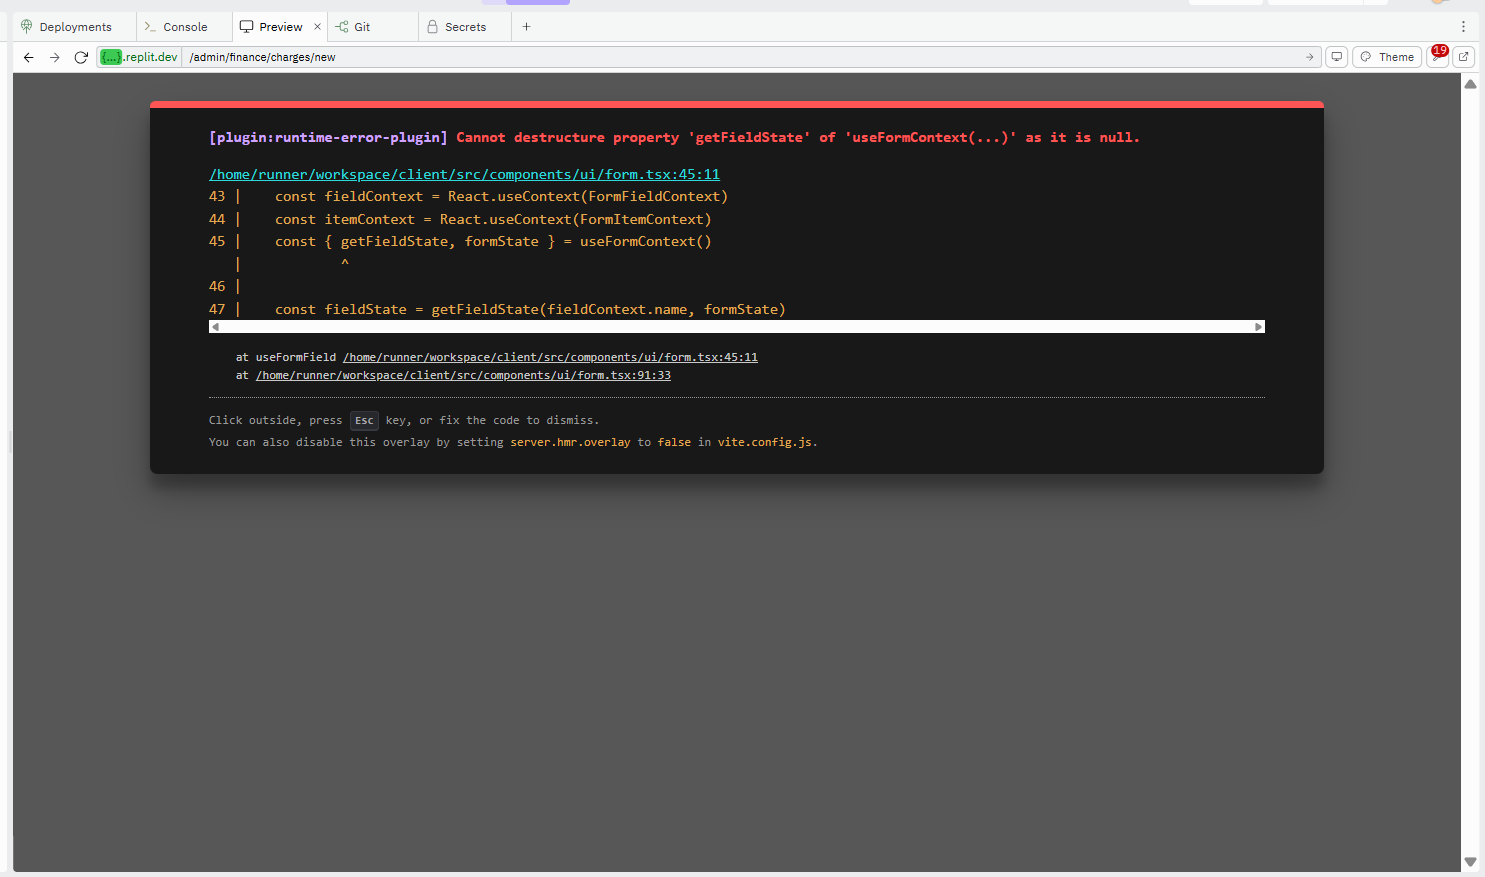 Deployments
Console
Preview
Git
Secrets
{...}.replit.dev
/admin/finance/charges/new
Theme
19
[plugin:runtime-error-plugin] Cannot destructure property 'getFieldState' of 'useFormContext(...)' as it is null.
/home/runner/workspace/client/src/components/ui/form.tsx:45:11
43 |    const fieldContext = React.useContext(FormFieldContext)
44 |    const itemContext = React.useContext(FormItemContext)
45 |    const { getFieldState, formState } = useFormContext()
|            ^
46 |
47 |    const fieldState = getFieldState(fieldContext.name, formState)
at useFormField /home/runner/workspace/client/src/components/ui/form.tsx:45:11
at /home/runner/workspace/client/src/components/ui/form.tsx:91:33
Click outside, press Esc key, or fix the code to dismiss.
You can also disable this overlay by setting server.hmr.overlay to false in vite.config.js.